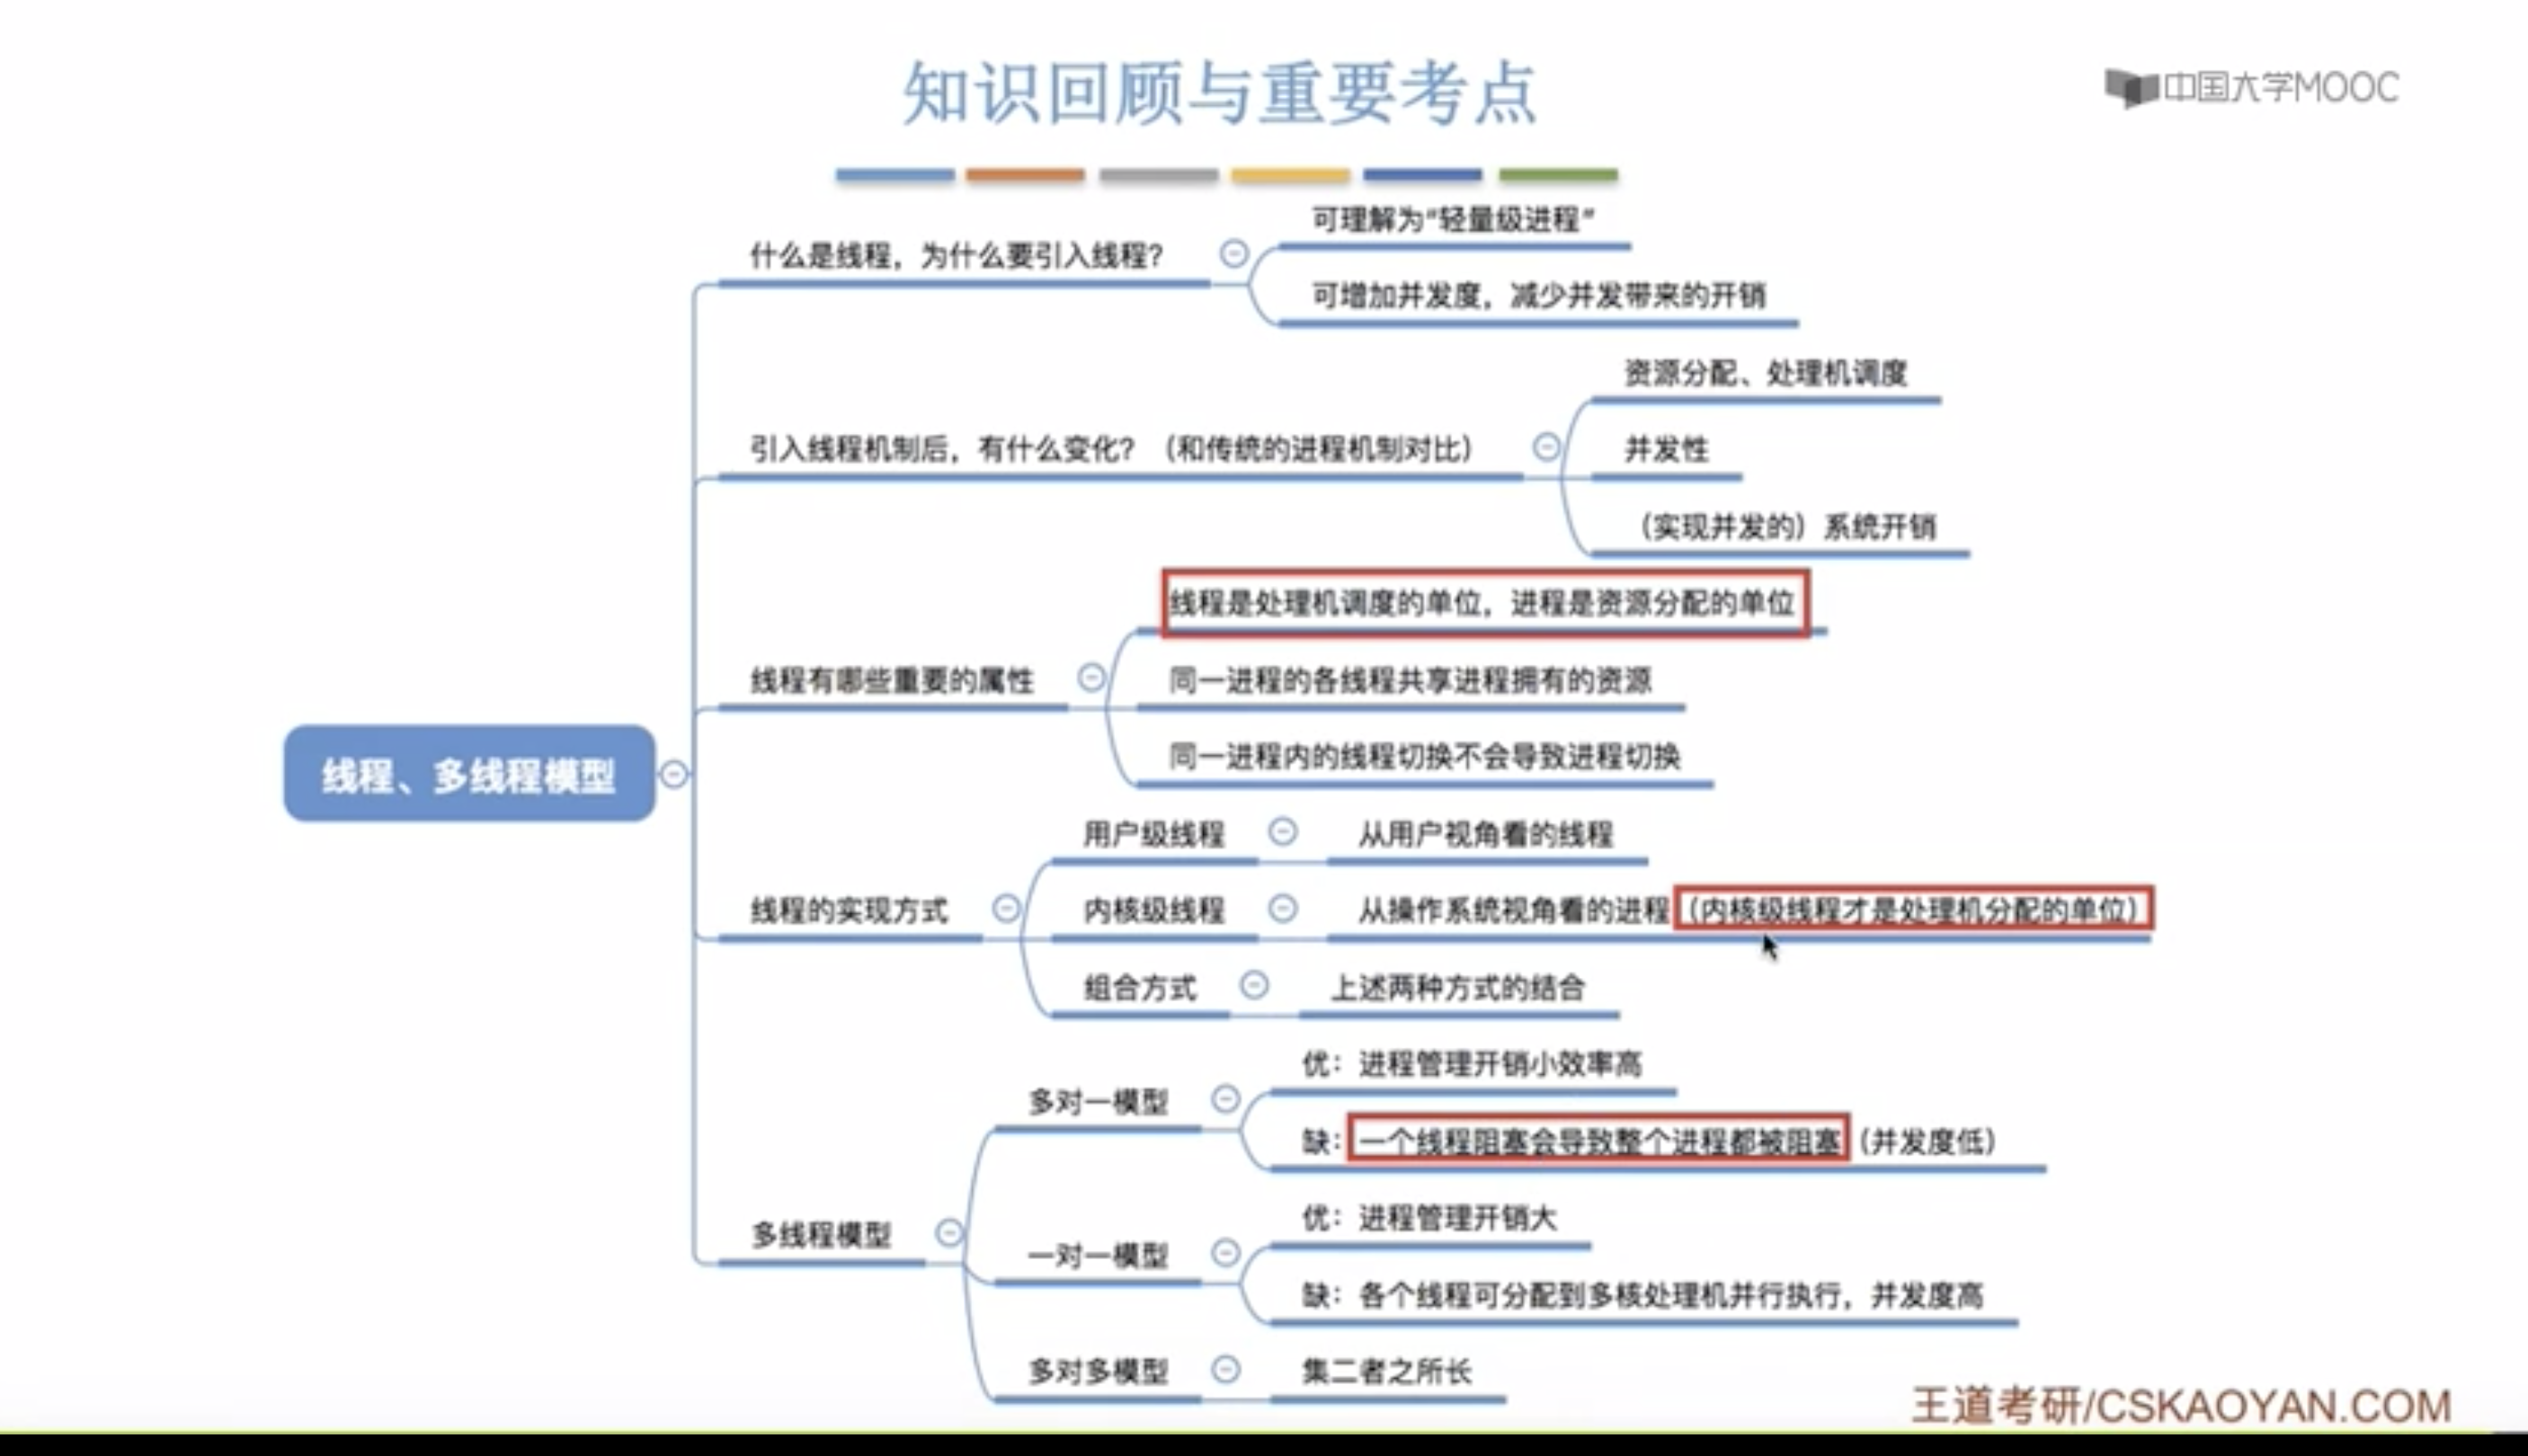 知识回顾与重要考点
中国大学MOOC
线程、多线程模型
什么是线程，为什么要引入线程？
可理解为“轻量级进程”
可增加并发度，减少并发带来的开销
引入线程机制后，有什么变化？（和传统的进程机制对比）
资源分配、处理机调度
并发性
（实现并发的）系统开销
线程有哪些重要的属性
线程是处理机调度的单位，进程是资源分配的单位
同一进程的各线程共享进程拥有的资源
同一进程内的线程切换不会导致进程切换
线程的实现方式
用户级线程
从用户视角看的线程
内核级线程
从操作系统视角看的进程（内核级线程才是处理机分配的单位）
组合方式
上述两种方式的结合
多线程模型
多对一模型
优：进程管理开销小效率高
缺：一个线程阻塞会导致整个进程都被阻塞（并发度低）
一对一模型
优：进程管理开销大
缺：各个线程可分配到多核处理机并行执行，并发度高
多对多模型
集二者之所长
王道考研/CSKAOYAN.COM